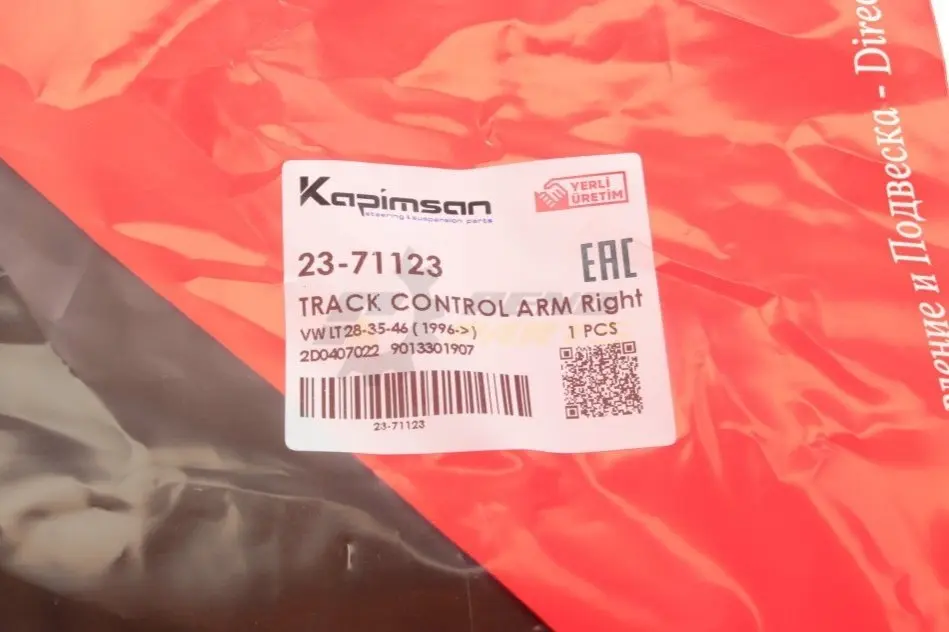 Kapimsan
steering & suspension parts
YERLİ
ÜRETİM
23-71123
EAC
TRACK CONTROL ARM Right
VW LT 28-35-46 ( 1996-> )
1 PCS
2D0407022 9013301907
23-71123
вление и Подвеска - Direc